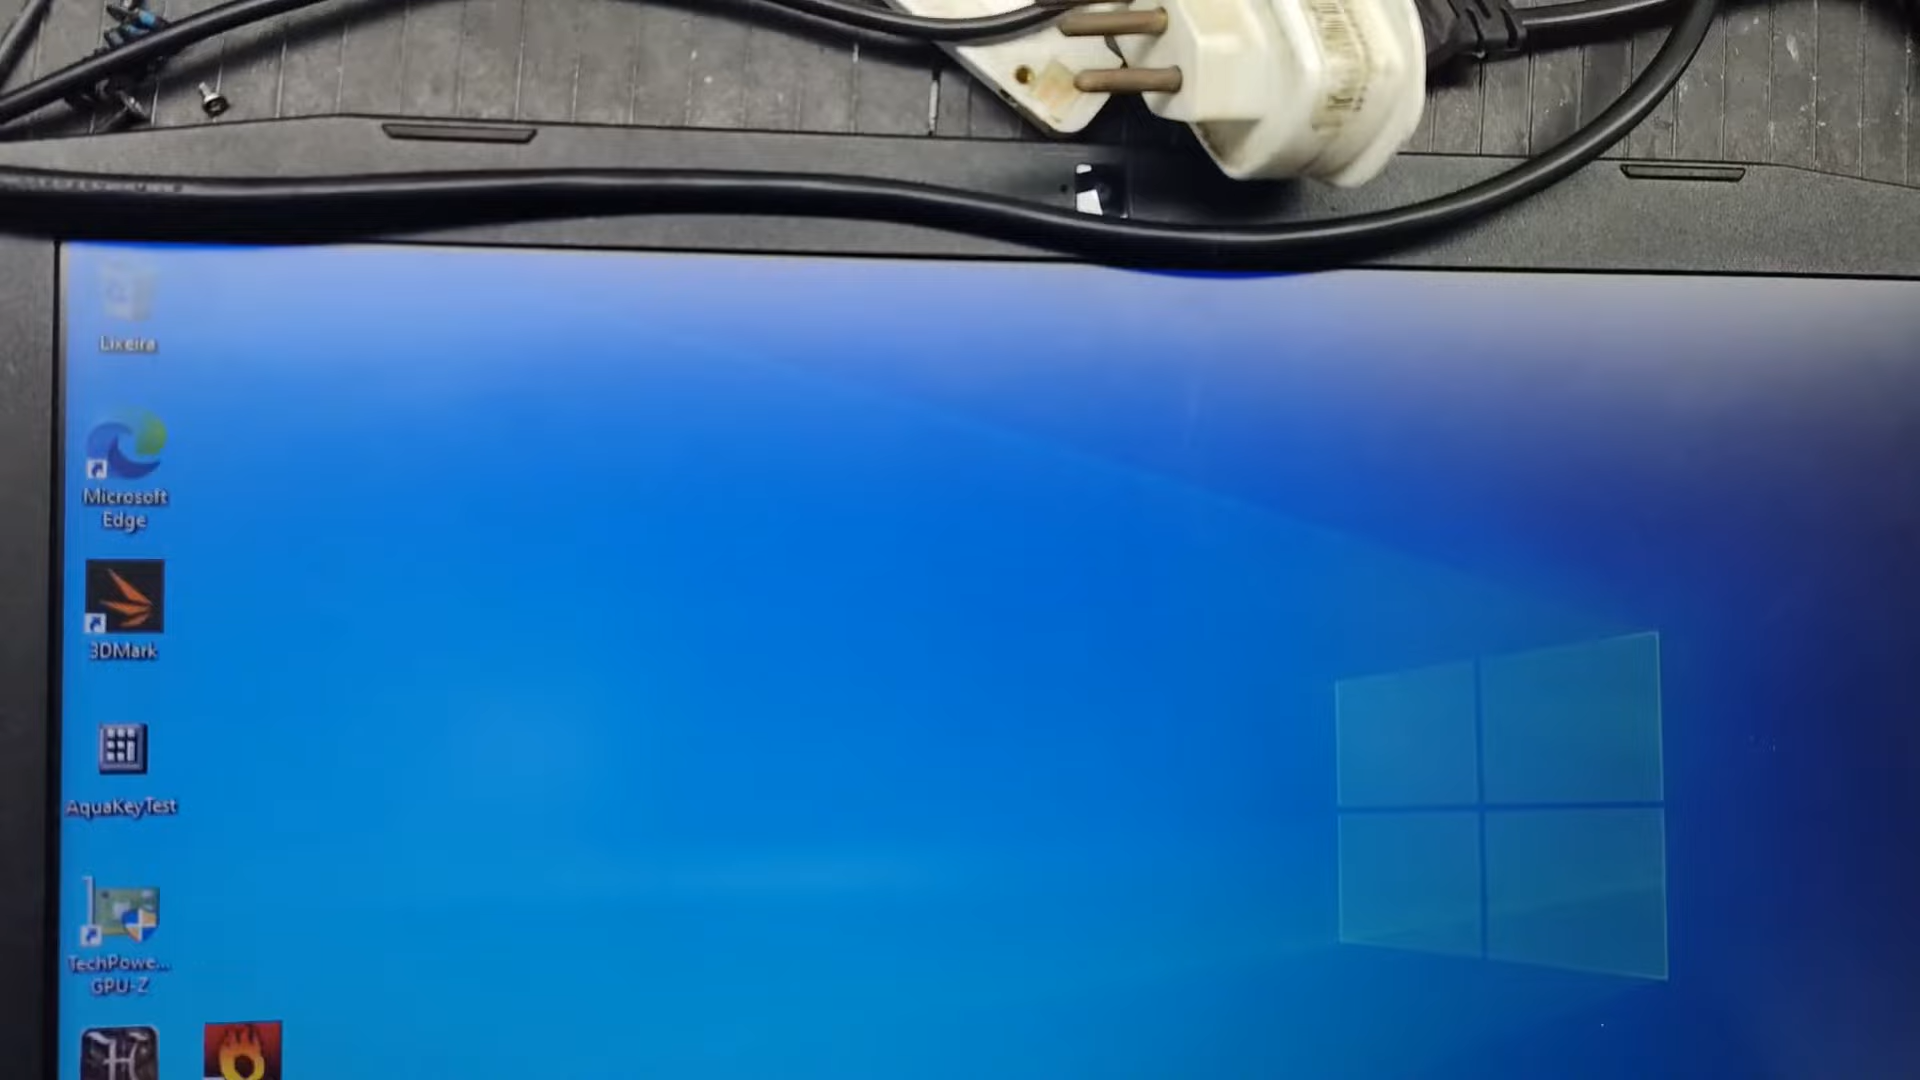 Lixeira
Microsoft
Edge
3DMark
AquaKeyTest
TechPowe...
GPU-Z